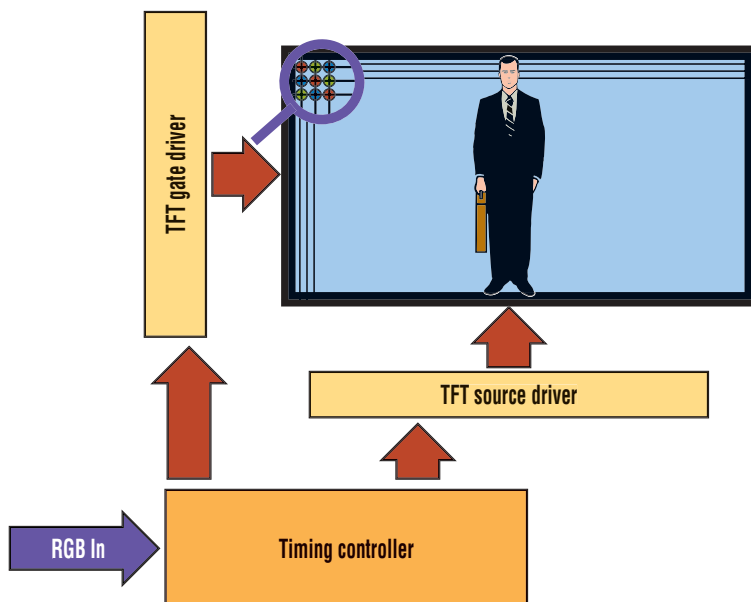 TFT gate driver
TFT source driver
RGB In
Timing controller